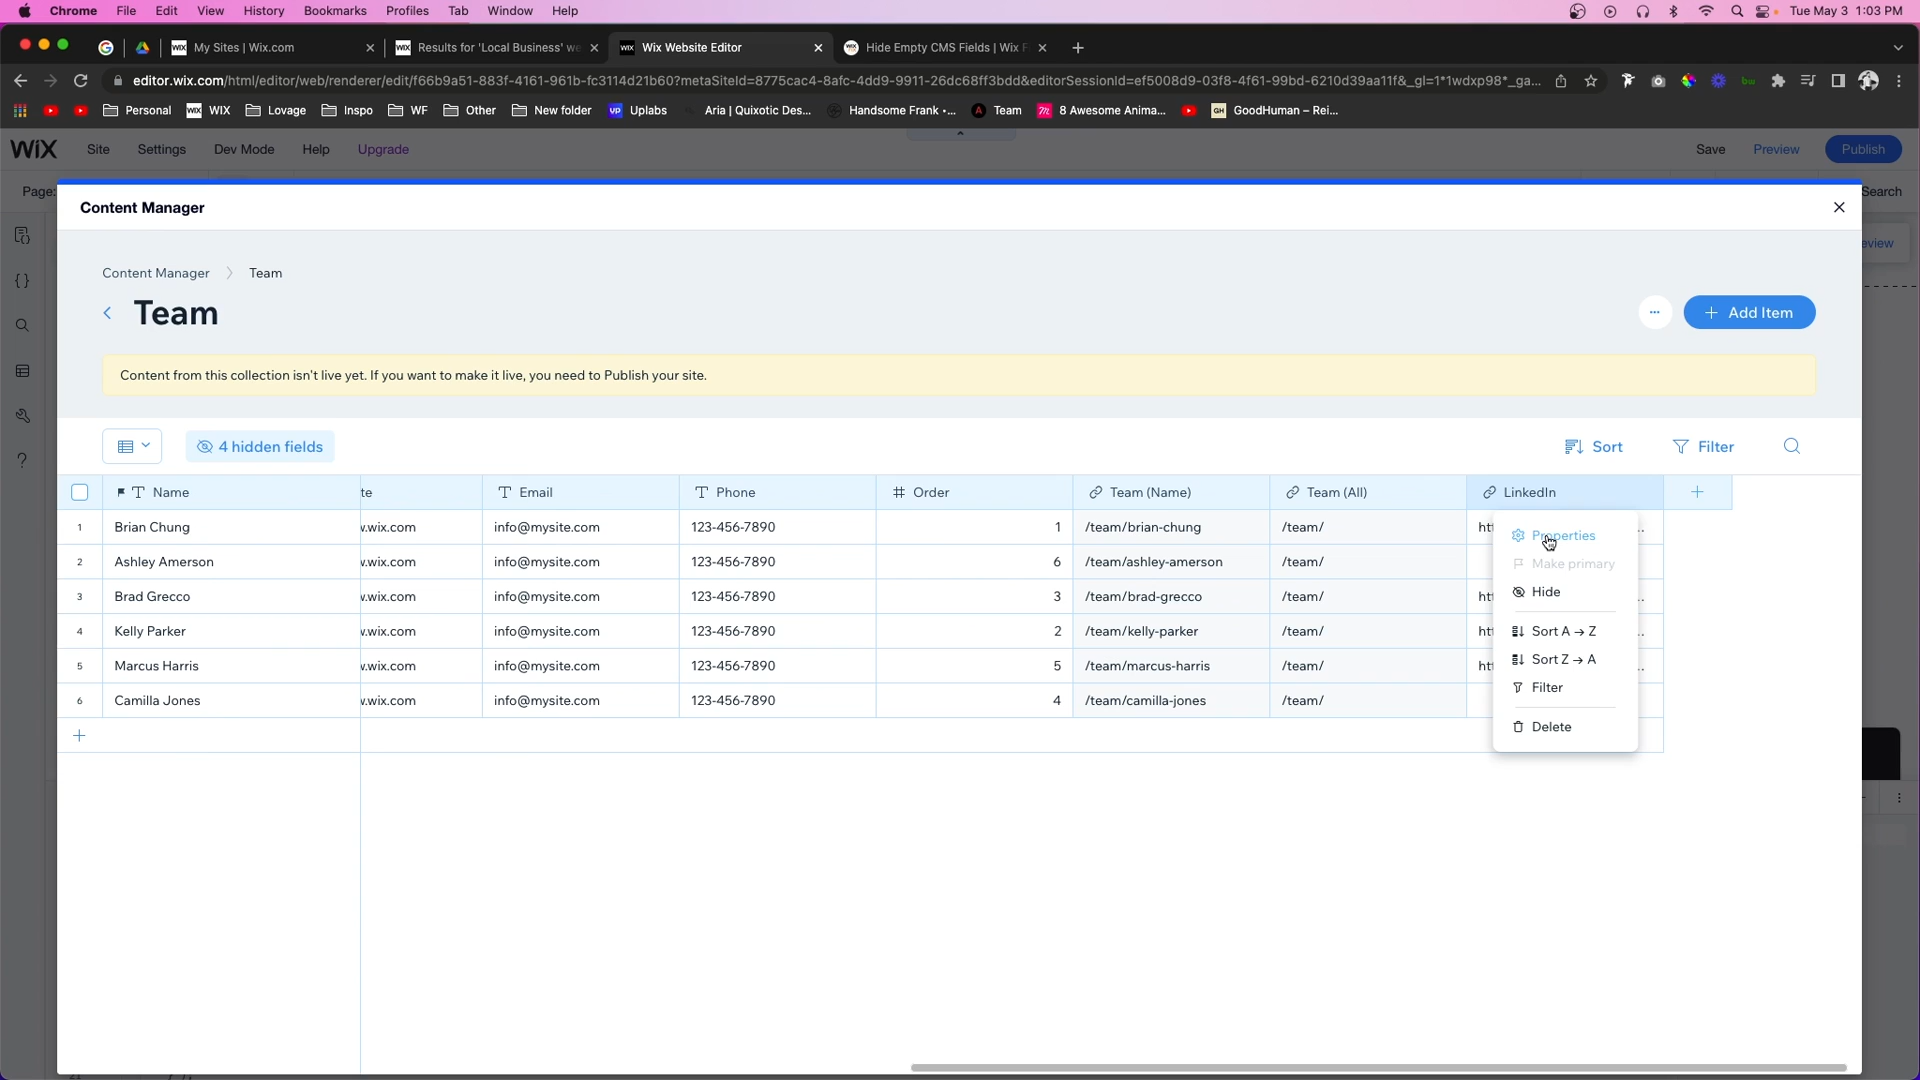 Chrome File Edit View History Bookmarks Profiles Tab Window Help Tue May 3 1:03 PM
My Sites | Wix.com Results for 'Local Business' we Wix Website Editor Hide Empty CMS Fields | Wix F
editor.wix.com/html/editor/web/renderer/edit/f66b9a51-883f-4161-961b-fc3114d21b60?metaSiteId=8775cac4-8afc-4dd9-9911-26dc68ff3bdd&editorSessionId=ef5008d9-03f8-4f61-99bd-6210d39aa11f&_gl=1*1wdxp98*_ga...
Personal WIX Lovage Inspo WF Other New folder Uplabs Aria | Quixotic Des... Handsome Frank •... Team 8 Awesome Anima... GoodHuman – Rei...
WiX Site Settings Dev Mode Help Upgrade Save Preview Publish
Page: Search
Content Manager
eview
Content Manager > Team
Team
... + Add Item
Content from this collection isn't live yet. If you want to make it live, you need to Publish your site.
4 hidden fields Sort Filter
Name te Email Phone # Order Team (Name) Team (All) LinkedIn +
1 Brian Chung v.wix.com info@mysite.com 123-456-7890 1 /team/brian-chung /team/ htt ..
Properties
2 Ashley Amerson v.wix.com info@mysite.com 123-456-7890 6 /team/ashley-amerson /team/
Make primary
3 Brad Grecco v.wix.com info@mysite.com 123-456-7890 3 /team/brad-grecco /team/ htt ..
Hide
4 Kelly Parker v.wix.com info@mysite.com 123-456-7890 2 /team/kelly-parker /team/ htt ..
Sort A → Z
5 Marcus Harris v.wix.com info@mysite.com 123-456-7890 5 /team/marcus-harris /team/ htt ..
Sort Z → A
Filter
6 Camilla Jones v.wix.com info@mysite.com 123-456-7890 4 /team/camilla-jones /team/
Delete
+